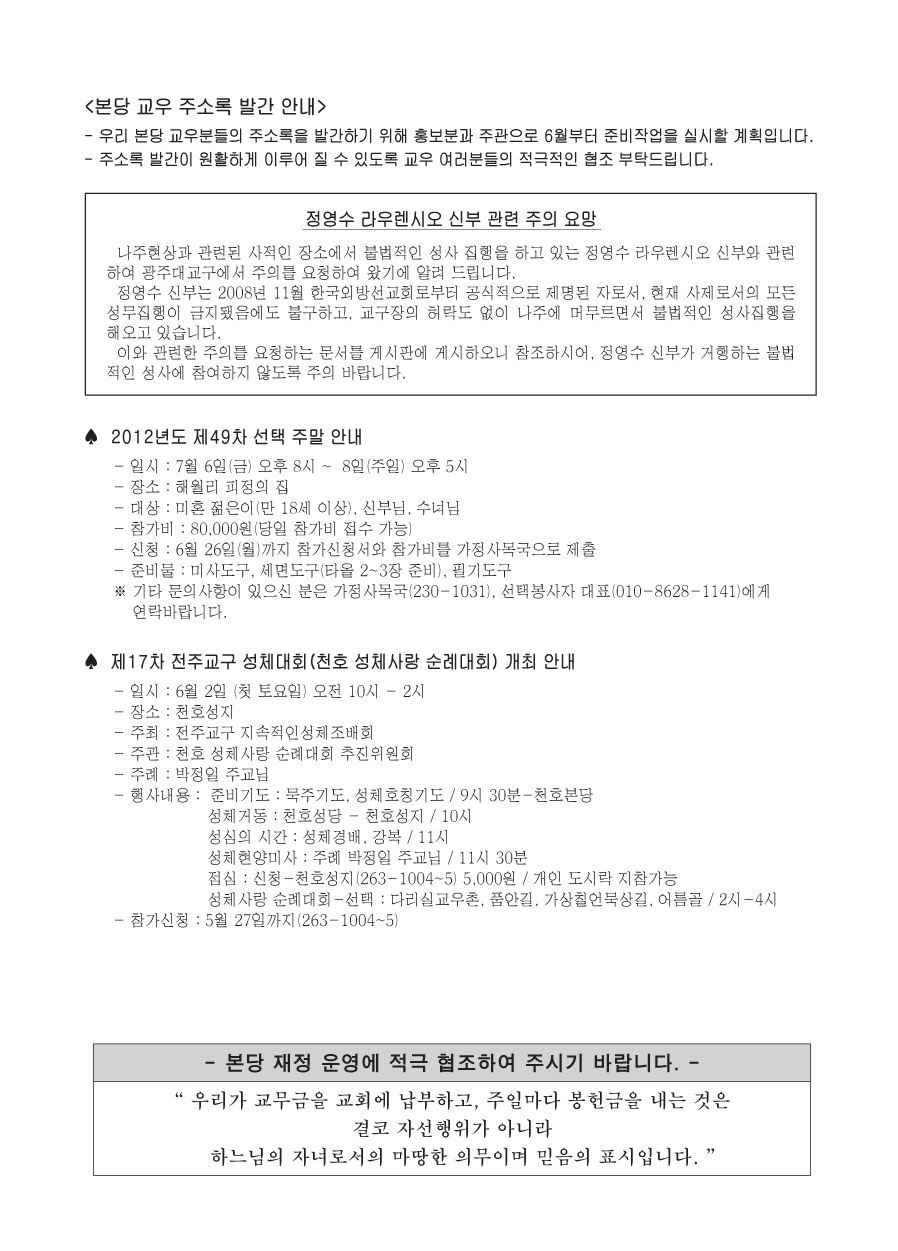 <본당 교우 주소록 발간 안내>
- 우리 본당 교우분들의 주소록을 발간하기 위해 홍보분과 주관으로 6월부터 준비작업을 실시할 계획입니다.
- 주소록 발간이 원활하게 이루어 질 수 있도록 교우 여러분들의 적극적인 협조 부탁드립니다.
정영수 라우렌시오 신부 관련 주의 요망
나주현상과 관련된 사적인 장소에서 불법적인 성사 집행을 하고 있는 정영수 라우렌시오 신부와 관련
하여 광주대교구에서 주의를 요청하여 왔기에 알려 드립니다.
정영수 신부는 2008년 11월 한국외방선교회로부터 공식적으로 제명된 자로서, 현재 사제로서의 모든
성무집행이 금지됐음에도 불구하고, 교구장의 허락도 없이 나주에 머무르면서 불법적인 성사집행을
해오고 있습니다.
이와 관련한 주의를 요청하는 문서를 게시판에 게시하오니 참조하시어, 정영수 신부가 거행하는 불법
적인 성사에 참여하지 않도록 주의 바랍니다.
♠ 2012년도 제49차 선택 주말 안내
- 일시 : 7월 6일(금) 오후 8시 ~ 8일(주일) 오후 5시
- 장소 : 해월리 피정의 집
- 대상 : 미혼 젊은이(만 18세 이상), 신부님, 수녀님
- 참가비 : 80,000원(당일 참가비 접수 가능)
- 신청 : 6월 26일(월)까지 참가신청서와 참가비를 가정사목국으로 제출
- 준비물 : 미사도구, 세면도구(타올 2~3장 준비), 필기도구
※ 기타 문의사항이 있으신 분은 가정사목국(230-1031), 선택봉사자 대표(010-8628-1141)에게
연락바랍니다.
♠ 제17차 전주교구 성체대회(천호 성체사랑 순례대회) 개최 안내
- 일시 : 6월 2일 (첫 토요일) 오전 10시 - 2시
- 장소 : 천호성지
- 주최 : 전주교구 지속적인성체조배회
- 주관 : 천호 성체사랑 순례대회 추진위원회
- 주례 : 박정일 주교님
- 행사내용 : 준비기도 : 묵주기도, 성체호칭기도 / 9시 30분-천호본당
성체거동 : 천호성당 - 천호성지 / 10시
성심의 시간 : 성체경배, 강복 / 11시
성체현양미사 : 주례 박정일 주교님 / 11시 30분
점심 : 신청-천호성지(263-1004~5) 5,000원 / 개인 도시락 지참가능
성체사랑 순례대회-선택 : 다리실교우촌, 품안길, 가상칠언묵상길, 어름골 / 2시-4시
- 참가신청 : 5월 27일까지(263-1004~5)
- 본당 재정 운영에 적극 협조하여 주시기 바랍니다. -
“ 우리가 교무금을 교회에 납부하고, 주일마다 봉헌금을 내는 것은
결코 자선행위가 아니라
하느님의 자녀로서의 마땅한 의무이며 믿음의 표시입니다. ”